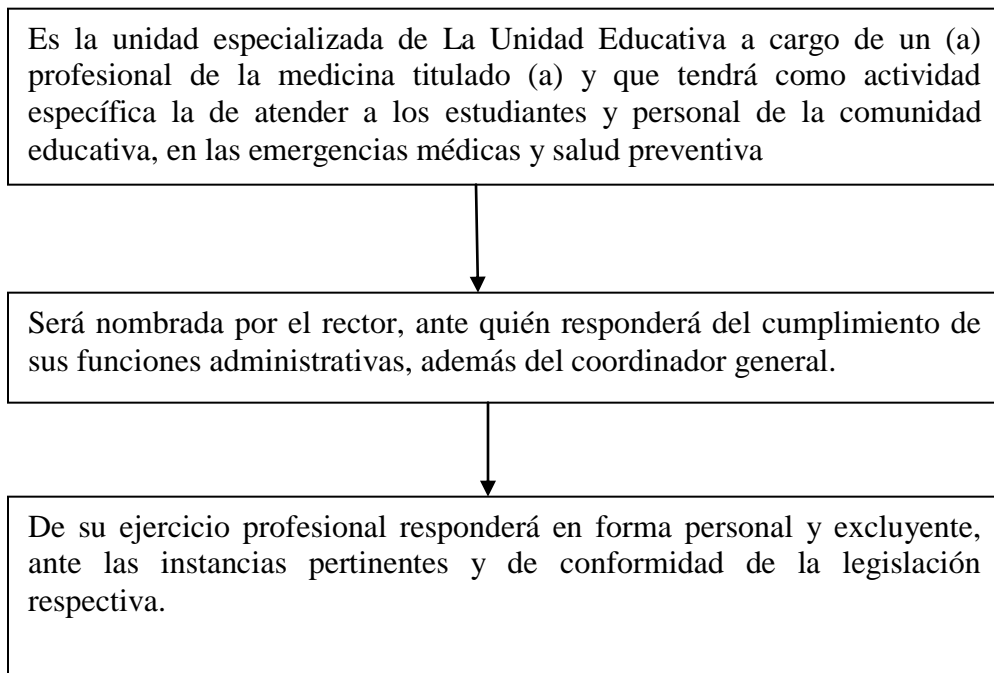 Es la unidad especializada de La Unidad Educativa a cargo de un (a)
profesional de la medicina titulado (a) y que tendrá como actividad
específica la de atender a los estudiantes y personal de la comunidad
educativa, en las emergencias médicas y salud preventiva
Será nombrada por el rector, ante quién responderá del cumplimiento de
sus funciones administrativas, además del coordinador general.
De su ejercicio profesional responderá en forma personal y excluyente,
ante las instancias pertinentes y de conformidad de la legislación
respectiva.